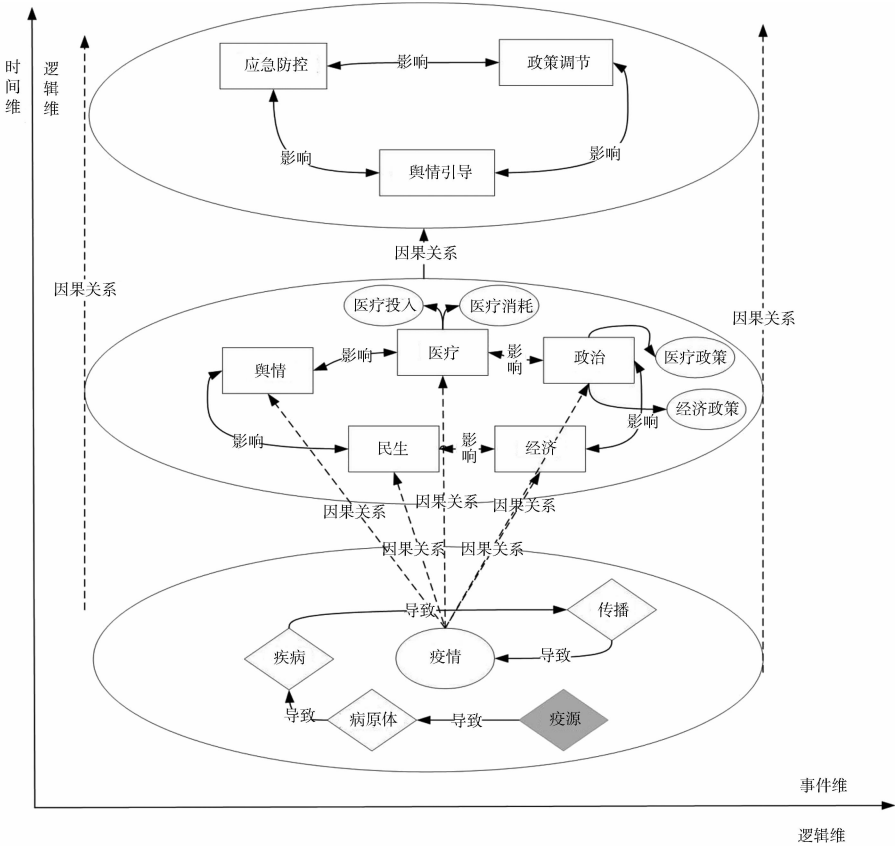 时间维
逻辑维
应急防控
影响
政策调节
影响
影响
舆情引导
因果关系
因果关系
因果关系
医疗投入
医疗消耗
舆情
影响
医疗
影响
政治
医疗政策
经济政策
影响
影响
民生
影响
经济
因果关系
因果关系
因果关系
因果关系
因果关系
导致
传播
疾病
疫情
导致
导致
病原体
导致
疫源
事件维
逻辑维